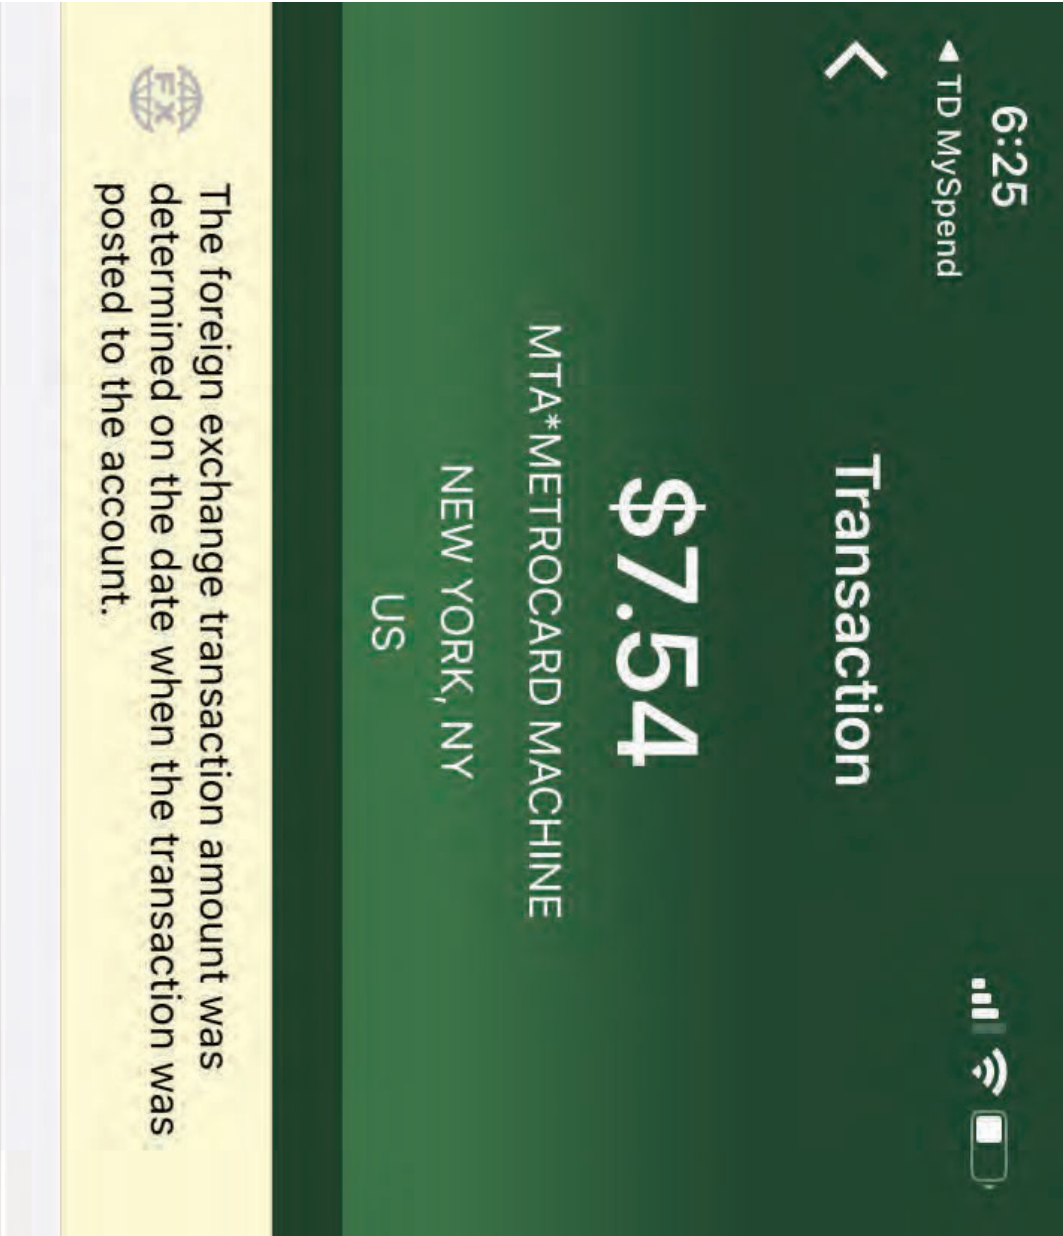 6:25
◀ TD MySpend
Transaction
$7.54
MTA*METROCARD MACHINE
NEW YORK, NY
US
FX
The foreign exchange transaction amount was
determined on the date when the transaction was
posted to the account.